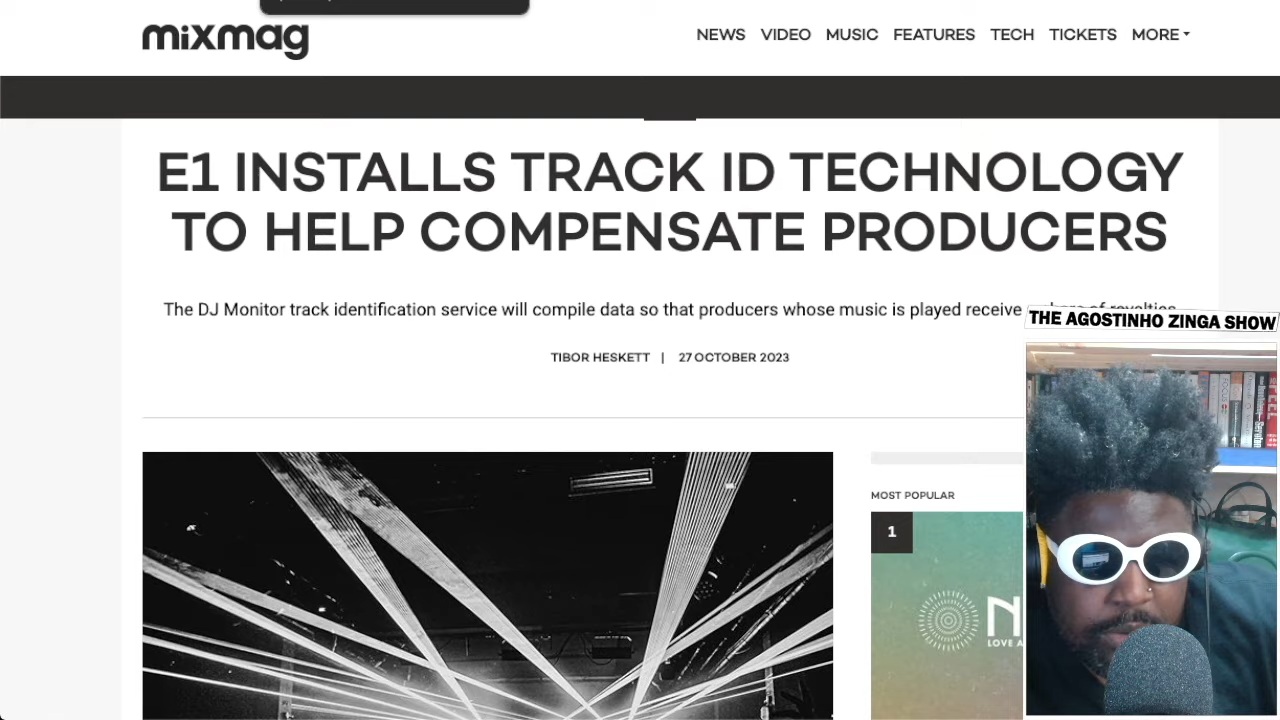 mixmag
NEWS VIDEO MUSIC FEATURES TECH TICKETS MORE
E1 INSTALLS TRACK ID TECHNOLOGY
TO HELP COMPENSATE PRODUCERS
The DJ Monitor track identification service will compile data so that producers whose music is played receive
THE AGOSTINHO ZINGA SHOW
TIBOR HESKETT | 27 OCTOBER 2023
MOST POPULAR
1
N
LOVE A